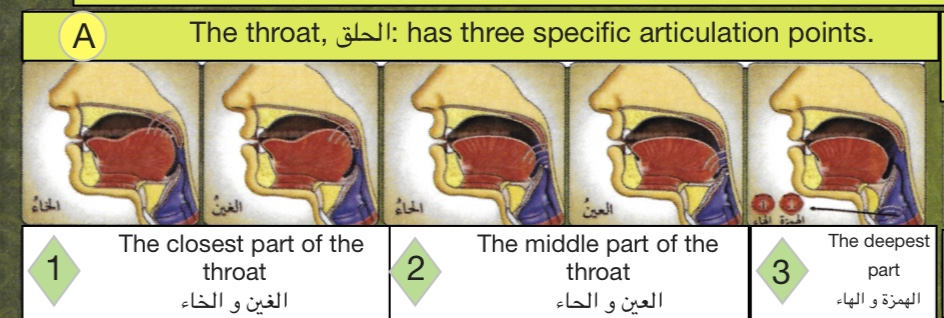 A
The throat, الحلق: has three specific articulation points.
الخاءُ
الغينُ
الحاءُ
العينُ
الهاء
الهمزة
1
The closest part of the
throat
الغين و الخاء
2
The middle part of the
throat
العين و الحاء
3
The deepest
part
الهمزة و الهاء